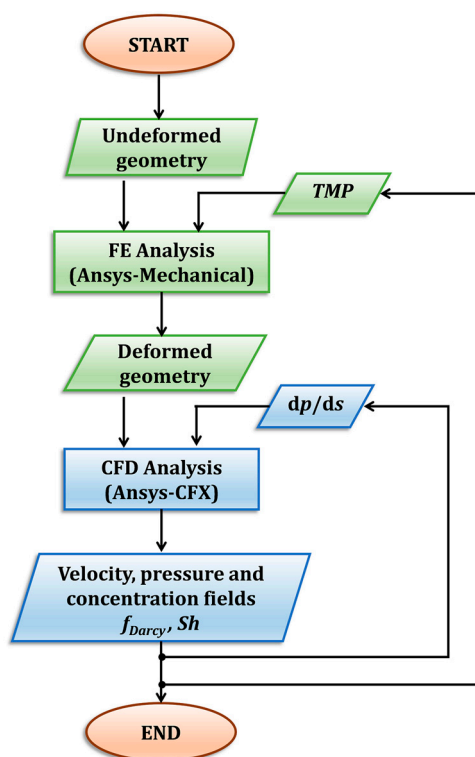 START
Undeformed
geometry
TMP
FE Analysis
(Ansys-Mechanical)
Deformed
geometry
dp/ds
CFD Analysis
(Ansys-CFX)
Velocity, pressure and
concentration fields
f_Darcy, Sh
END